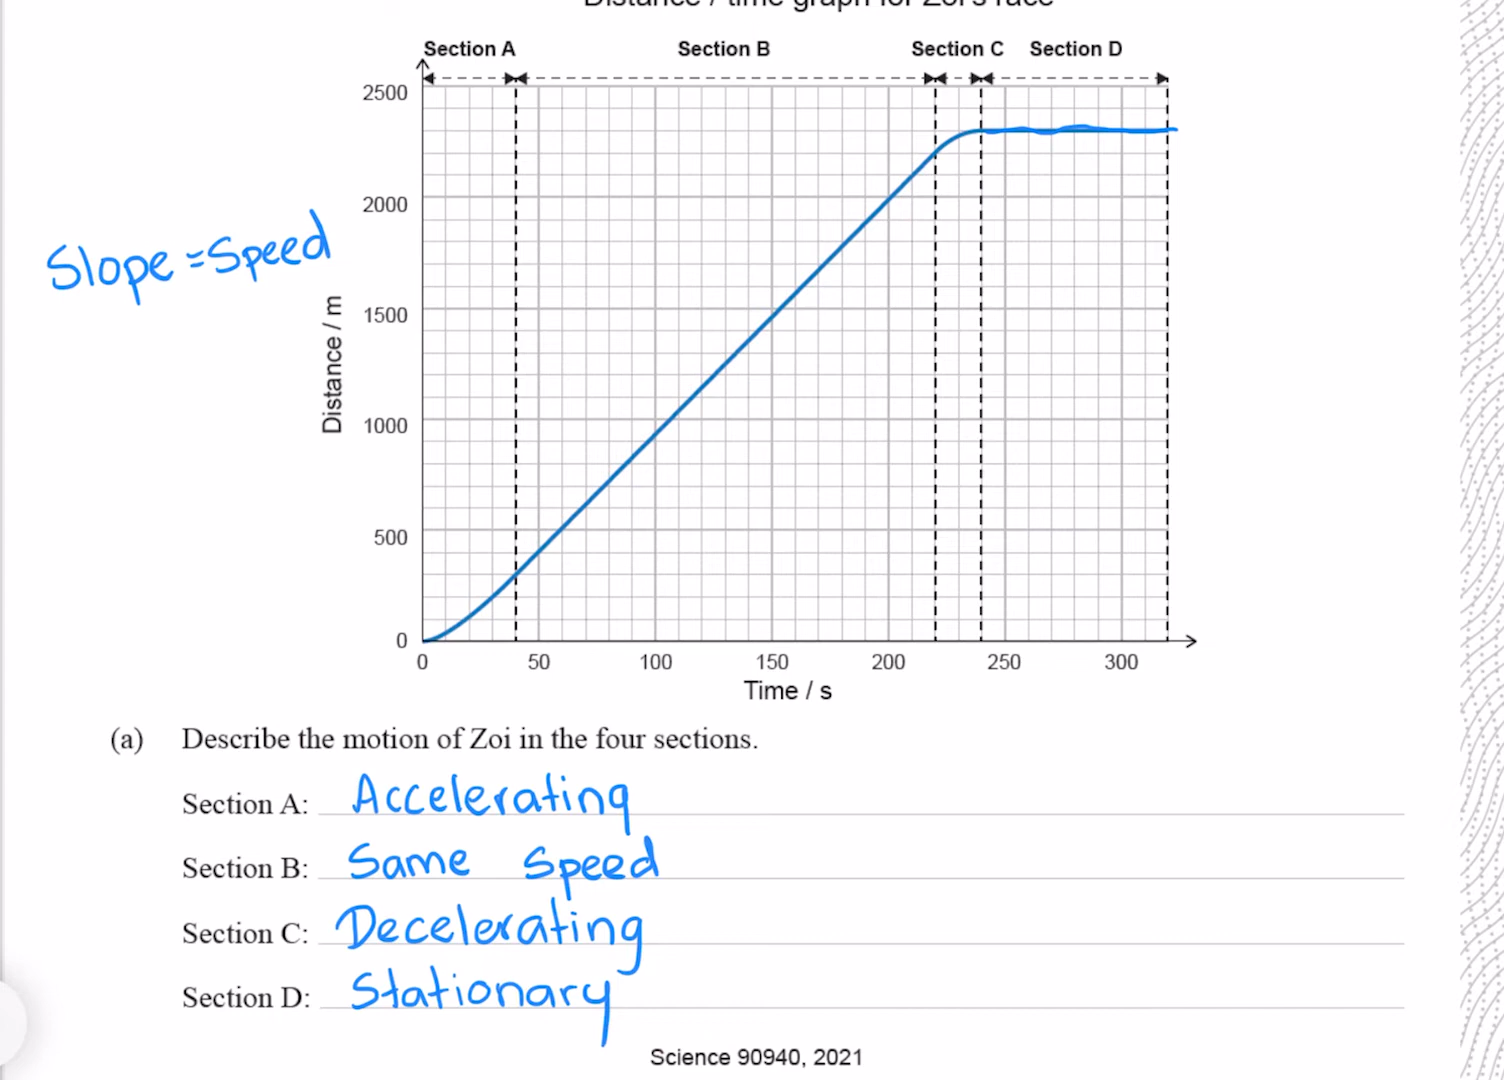 Distance / time graph for Zoi's race
Section A Section B Section C Section D
2500
2000
Slope = Speed
1500
Distance / m
1000
500
0
0 50 100 150 200 250 300
Time / s
(a) Describe the motion of Zoi in the four sections.
Section A: Accelerating
Section B: Same Speed
Section C: Decelerating
Section D: Stationary
Science 90940, 2021